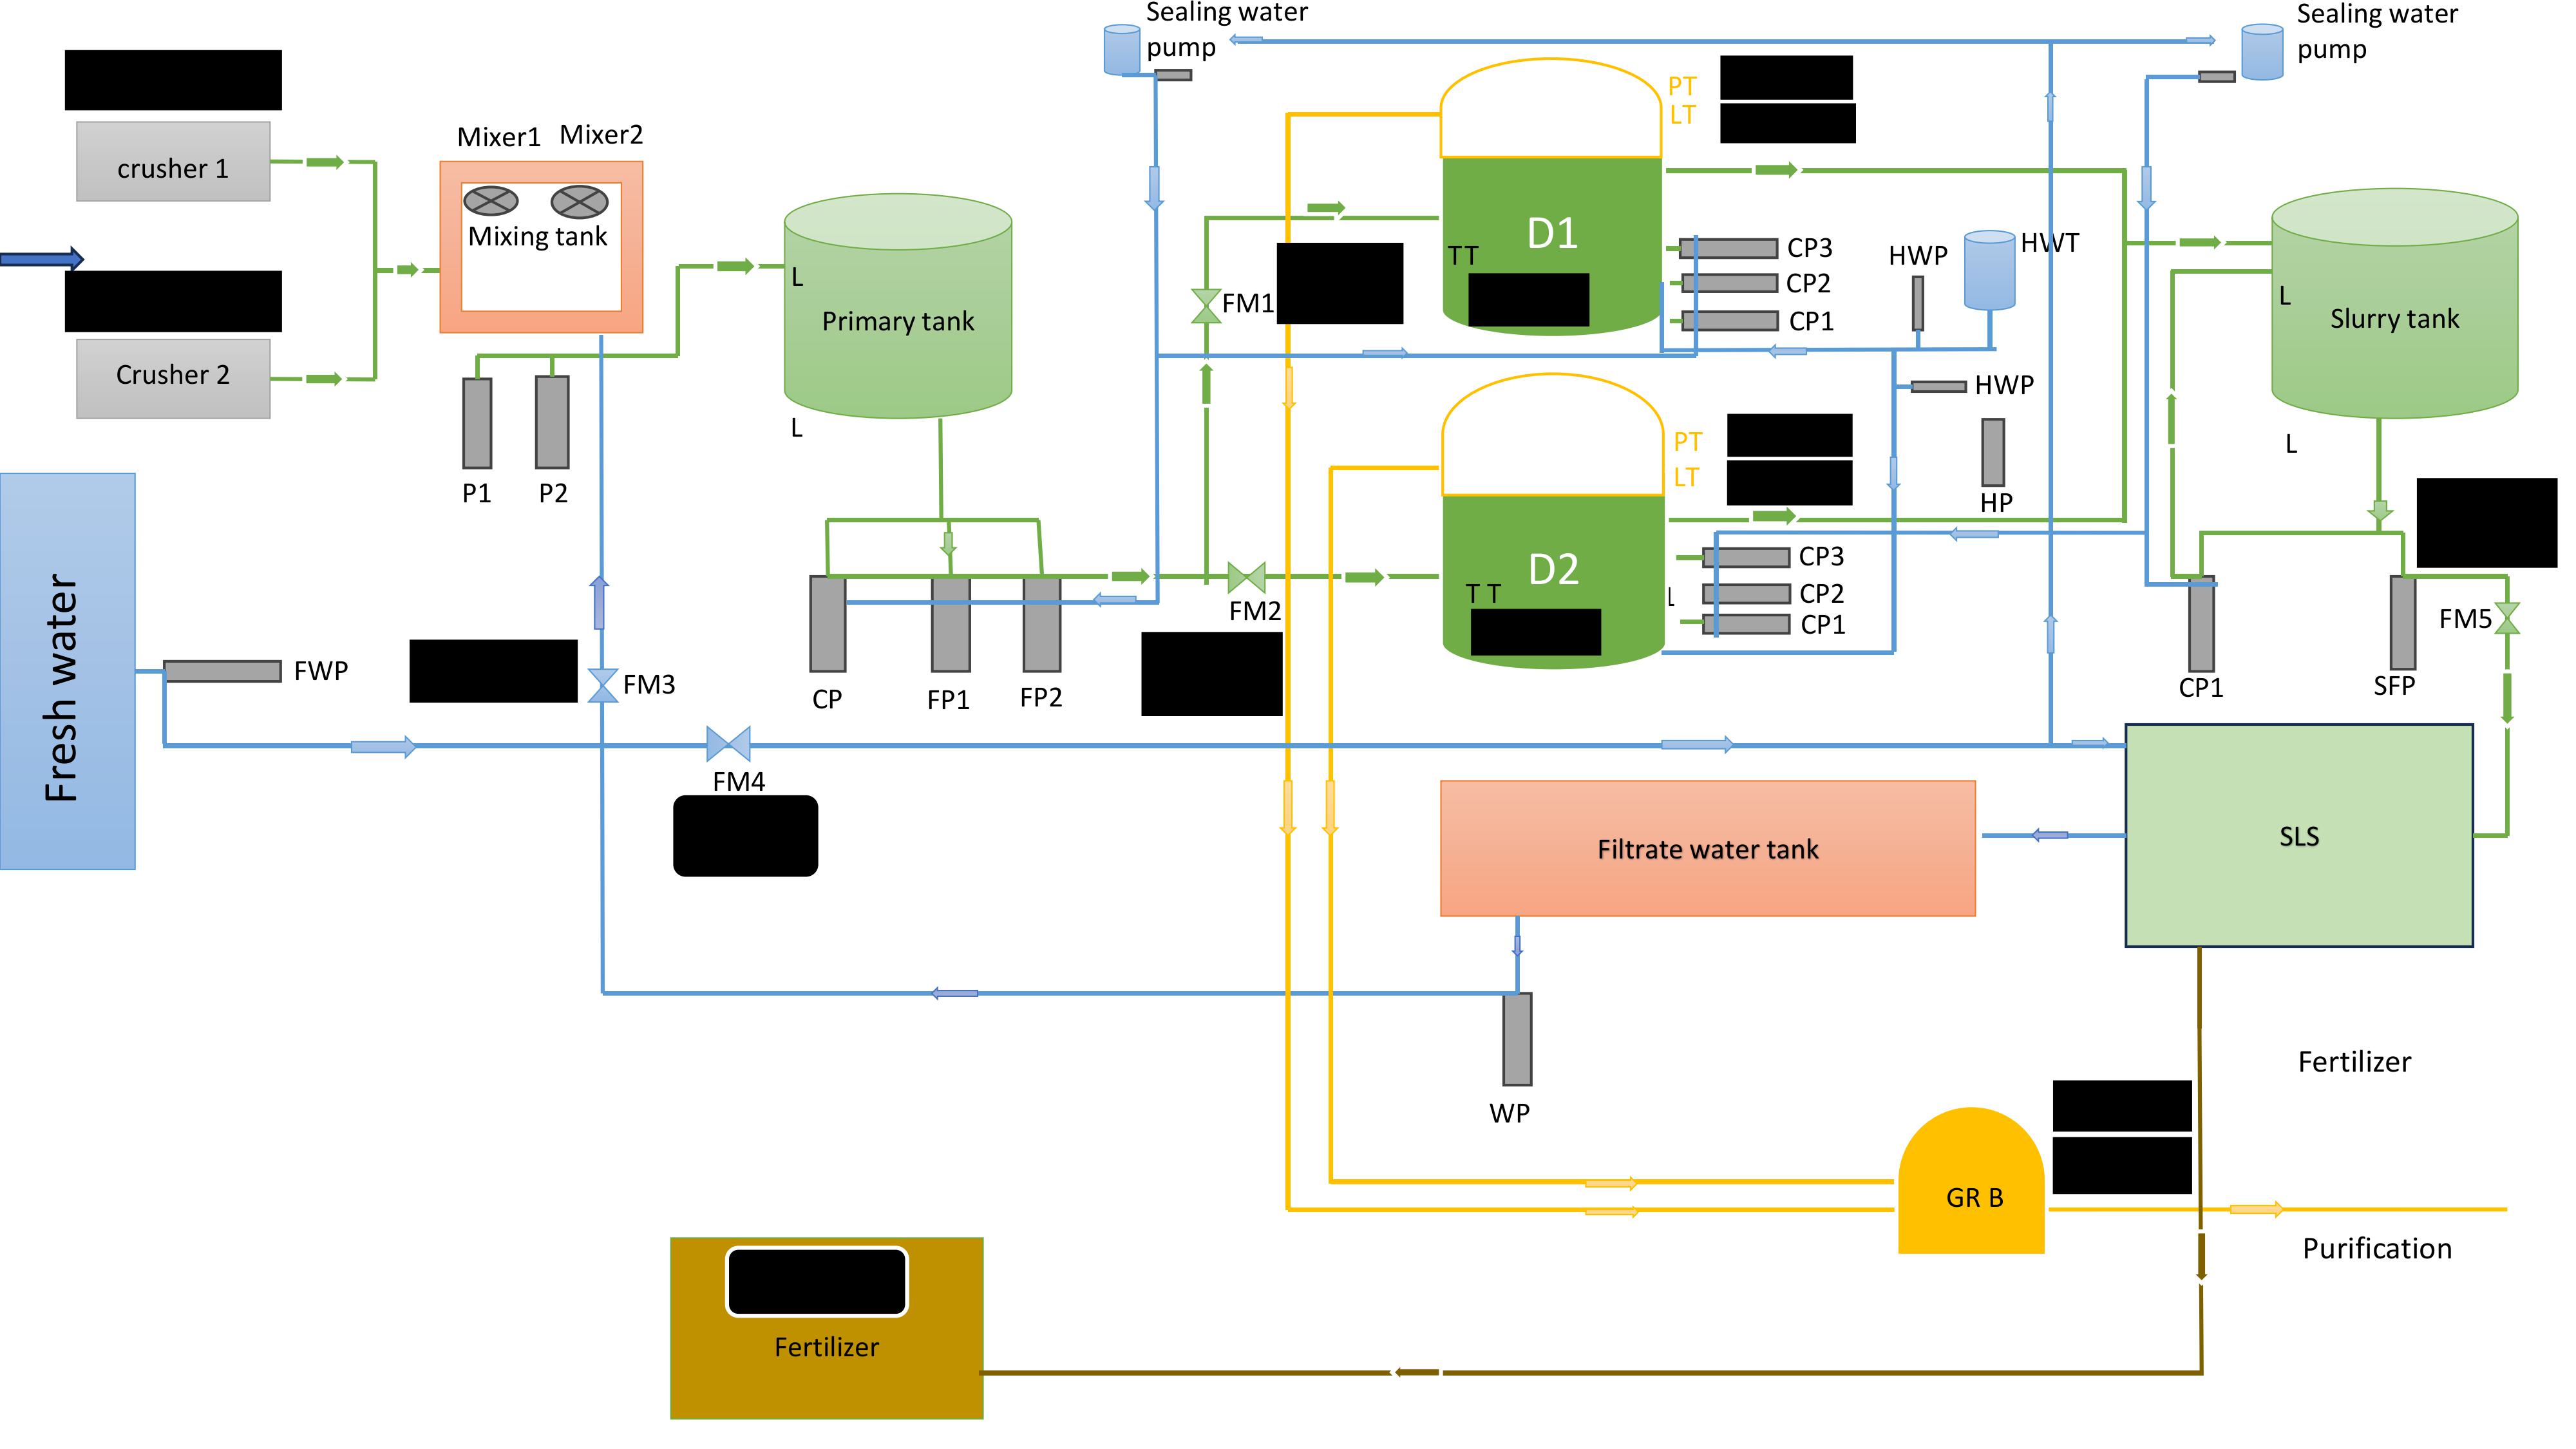 Sealing water
pump
Sealing water
pump
crusher 1
Crusher 2
Mixer1
Mixer2
Mixing tank
P1
P2
L
Primary tank
L
FM1
PT
LT
D1
TT
CP3
CP2
CP1
HWP
HWT
HWP
HP
L
Slurry tank
L
PT
LT
D2
T T
L
CP3
CP2
CP1
FM2
CP
FP1
FP2
CP1
SFP
FM5
Fresh water
FWP
FM3
FM4
Filtrate water tank
SLS
WP
Fertilizer
GR B
Purification
Fertilizer